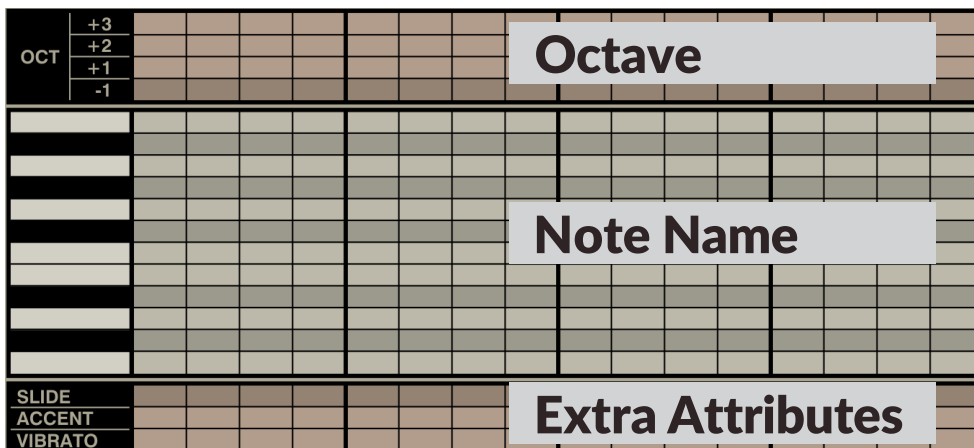 +3
+2
OCT
+1
-1
Octave
Note Name
SLIDE
ACCENT
VIBRATO
Extra Attributes